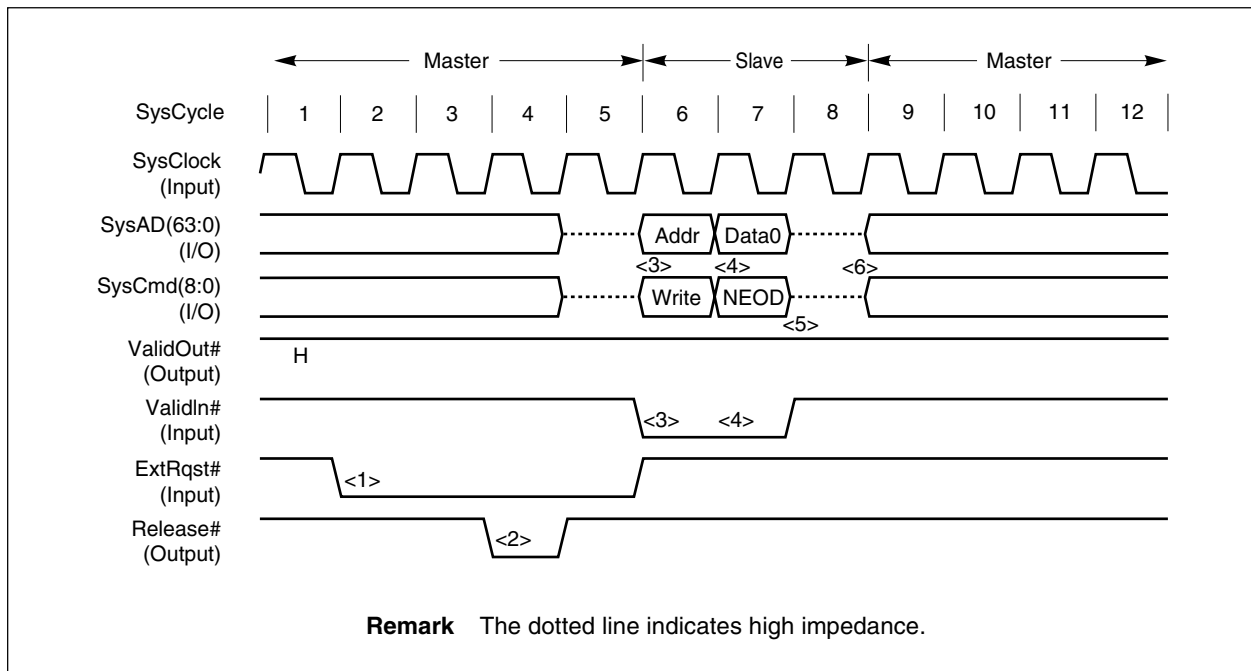 Master Slave Master
SysCycle 1 2 3 4 5 6 7 8 9 10 11 12
SysClock
(Input)
SysAD(63:0)
(I/O)
Addr Data0
<3> <4> <6>
SysCmd(8:0)
(I/O)
Write NEOD
<5>
ValidOut#
(Output)
H
ValidIn#
(Input)
<3> <4>
ExtRqst#
(Input)
<1>
Release#
(Output)
<2>
Remark The dotted line indicates high impedance.